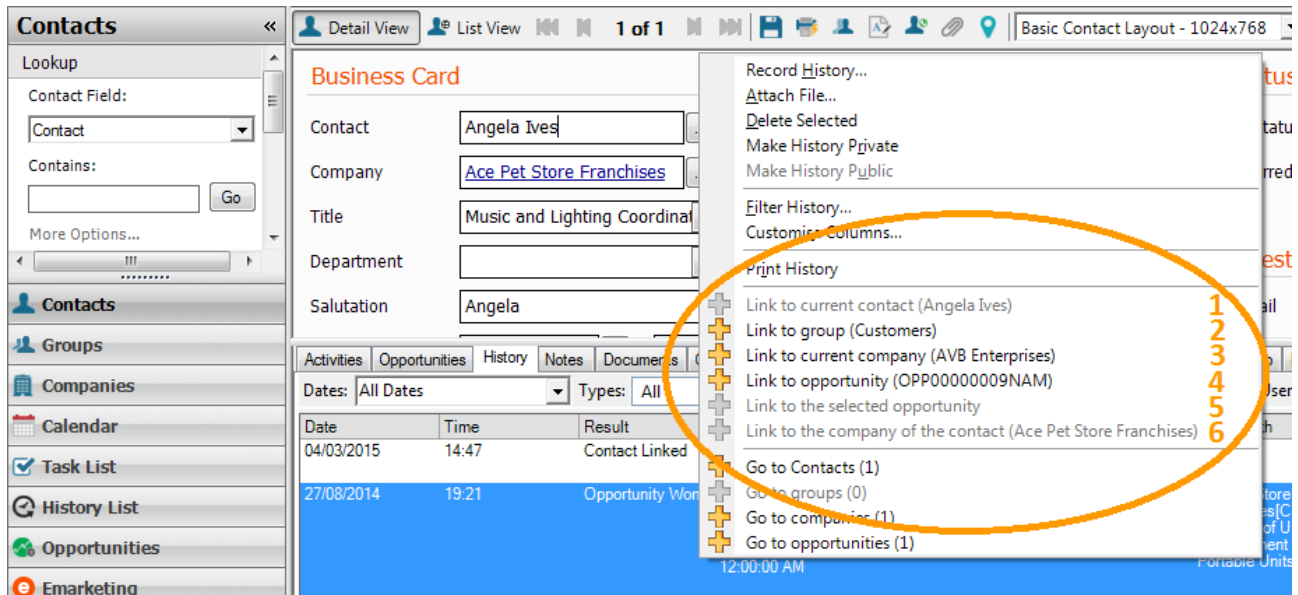 Contacts «
Detail View List View 1 of 1 Basic Contact Layout - 1024x768
Lookup
Contact Field:
Contact
Contains:
Go
More Options...
Contacts
Groups
Companies
Calendar
Task List
History List
Opportunities
Emarketing
Business Card
Contact Angela Ives
Company Ace Pet Store Franchises
Title Music and Lighting Coordinat
Department
Salutation Angela
Activities Opportunities History Notes Documents
Dates: All Dates Types: All
Date Time Result
04/03/2015 14:47 Contact Linked
27/08/2014 19:21 Opportunity Won
12:00:00 AM
Portable Units
Record History...
Attach File...
Delete Selected
Make History Private
Make History Public
Filter History...
Customise Columns...
Print History
Link to current contact (Angela Ives) 1
Link to group (Customers) 2
Link to current company (AVB Enterprises) 3
Link to opportunity (OPP00000009NAM) 4
Link to the selected opportunity 5
Link to the company of the contact (Ace Pet Store Franchises) 6
Go to Contacts (1)
Go to groups (0)
Go to companies (1)
Go to opportunities (1)